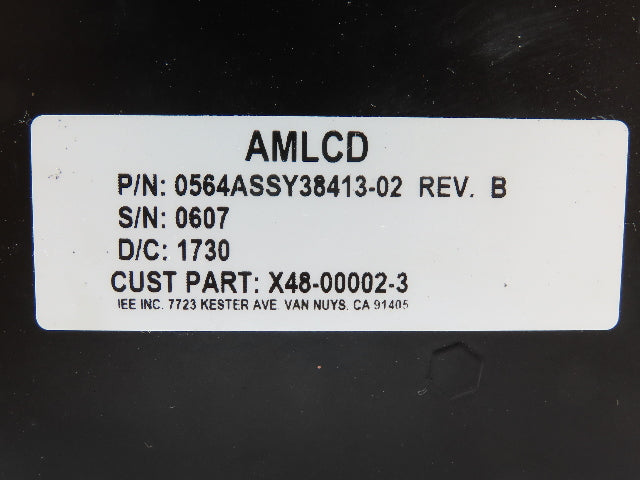 AMLCD
P/N: 0564ASSY38413-02 REV. B
S/N: 0607
D/C: 1730
CUST PART: X48-00002-3
IEE INC. 7723 KESTER AVE VAN NUYS. CA 91405